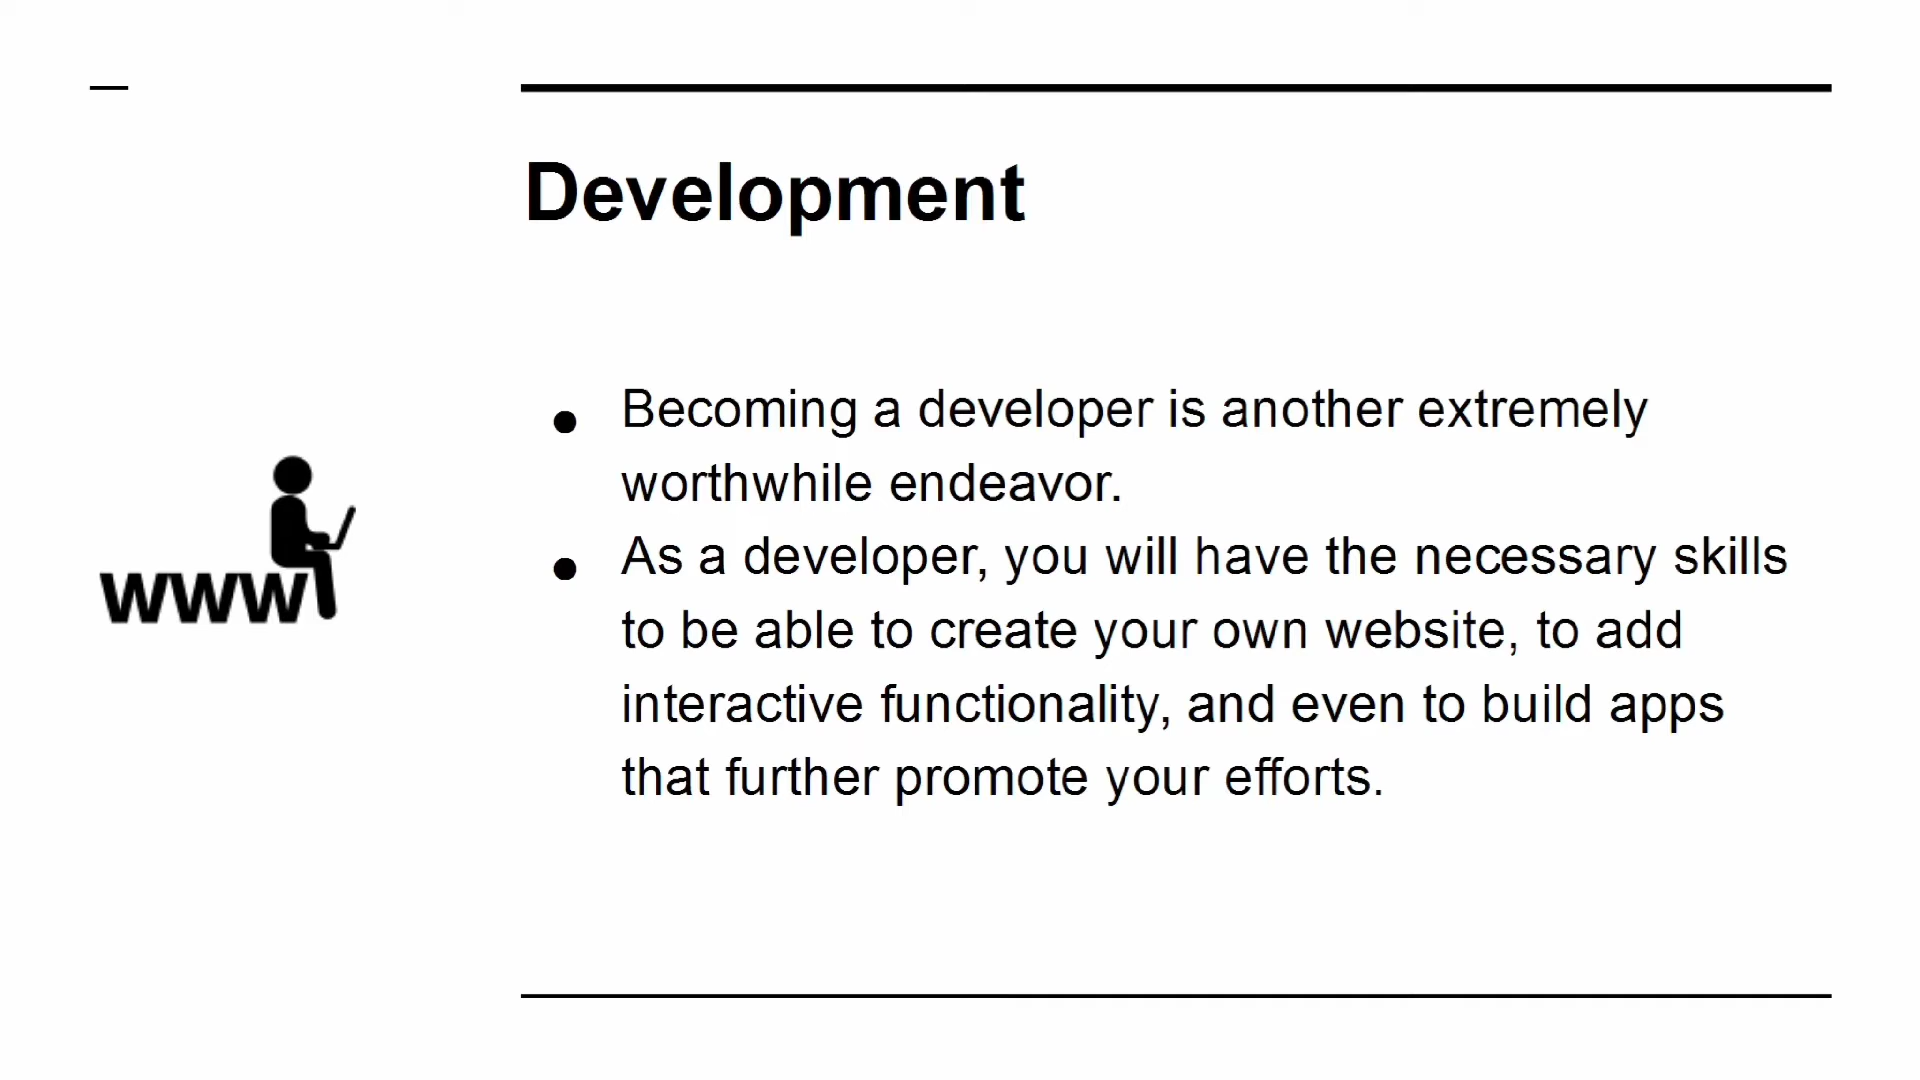 Development
www
• Becoming a developer is another extremely
worthwhile endeavor.
• As a developer, you will have the necessary skills
to be able to create your own website, to add
interactive functionality, and even to build apps
that further promote your efforts.